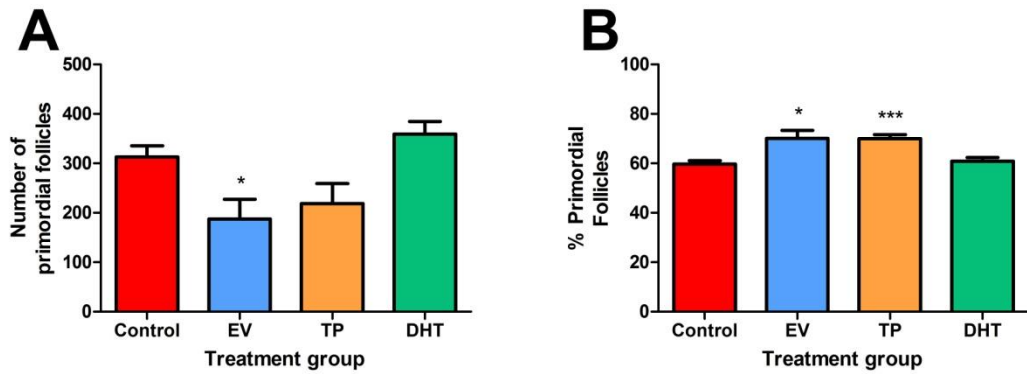 A
Number of
primordial follicles
500
400
300
200
100
0
*
Control
EV
TP
DHT
Treatment group
B
% Primordial
Follicles
100
80
60
40
20
0
*
***
Control
EV
TP
DHT
Treatment group